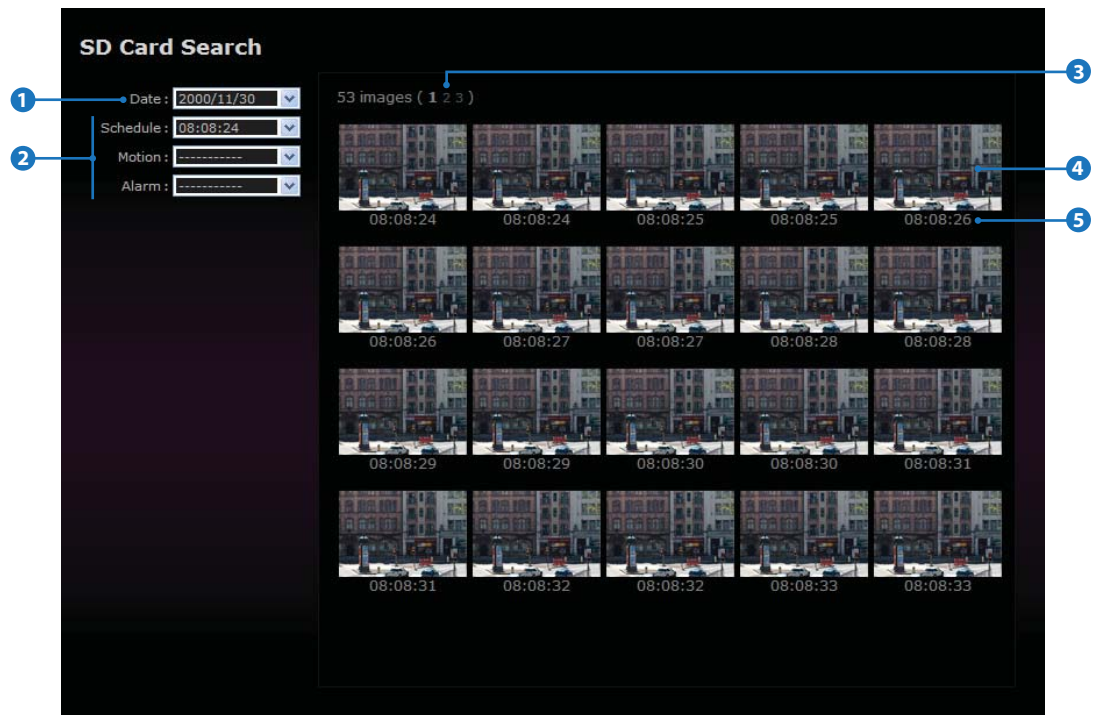 SD Card Search
1
Date : 2000/11/30
2
Schedule : 08:08:24
Motion : -----------
Alarm : -----------
3
53 images ( 1 2 3 )
4
08:08:24 08:08:24 08:08:25 08:08:25 08:08:26
5
08:08:26 08:08:27 08:08:27 08:08:28 08:08:28
08:08:29 08:08:29 08:08:30 08:08:30 08:08:31
08:08:31 08:08:32 08:08:32 08:08:33 08:08:33